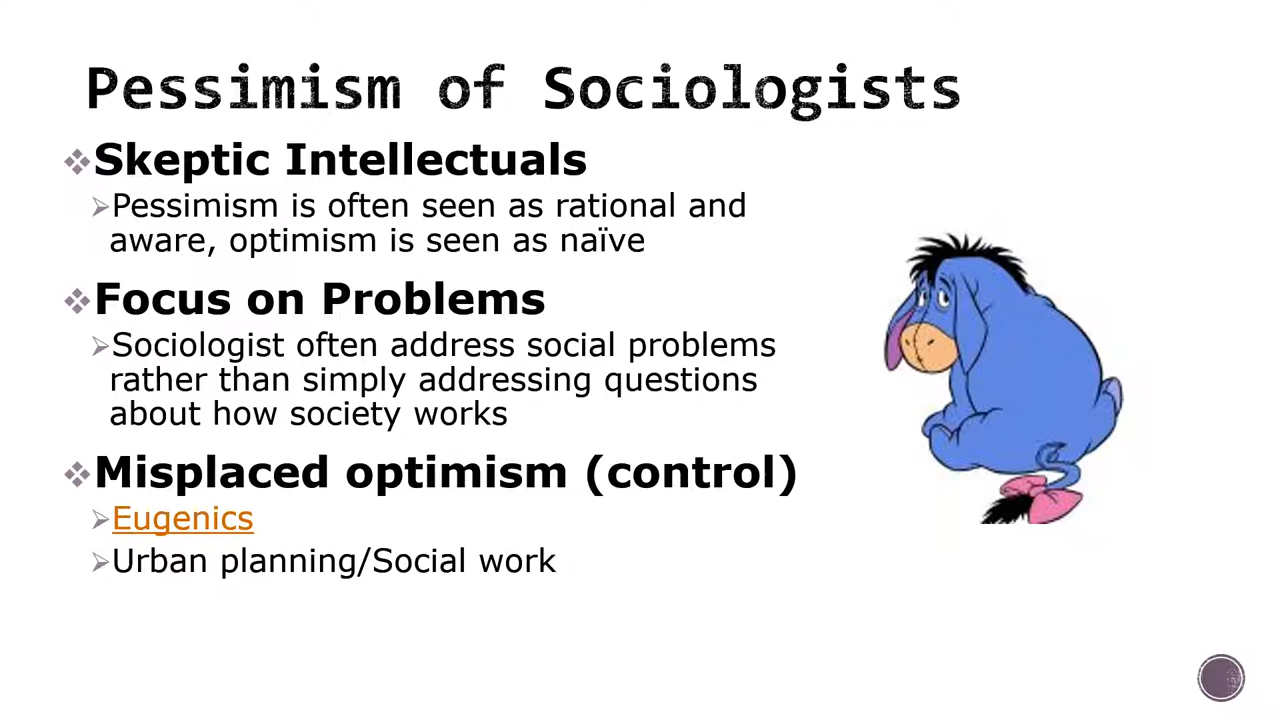 Pessimism of Sociologists
Skeptic Intellectuals
Pessimism is often seen as rational and
aware, optimism is seen as naïve
Focus on Problems
Sociologist often address social problems
rather than simply addressing questions
about how society works
Misplaced optimism (control)
Eugenics
Urban planning/Social work